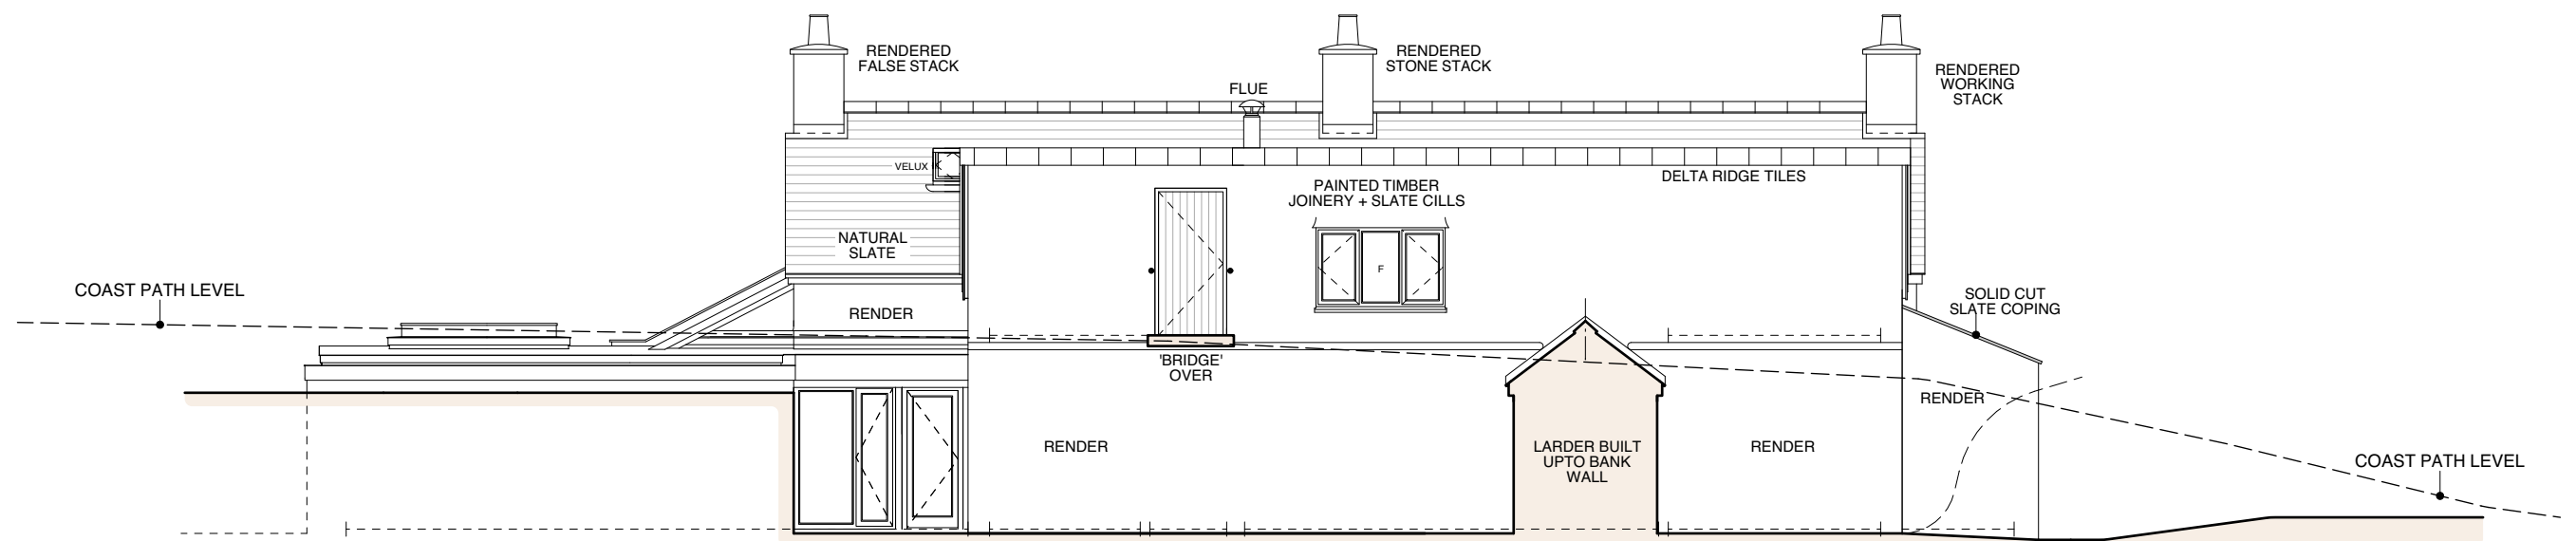 RENDERED
FALSE STACK
RENDERED
STONE STACK
RENDERED
WORKING
STACK
FLUE
VELUX
DELTA RIDGE TILES
PAINTED TIMBER
JOINERY + SLATE CILLS
NATURAL
SLATE
F
COAST PATH LEVEL
RENDER
SOLID CUT
SLATE COPING
'BRIDGE'
OVER
RENDER
RENDER
LARDER BUILT
UPTO BANK
WALL
RENDER
COAST PATH LEVEL